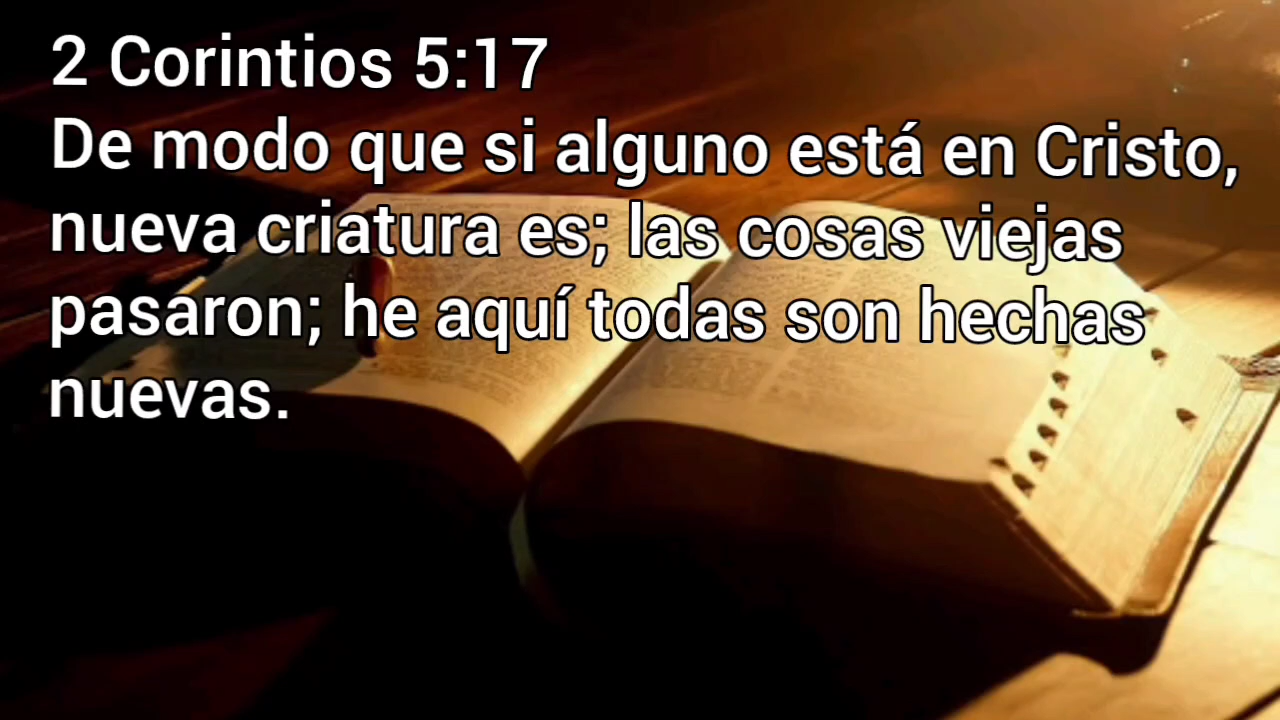 2 Corintios 5:17
De modo que si alguno está en Cristo,
nueva criatura es; las cosas viejas
pasaron; he aquí todas son hechas
nuevas.